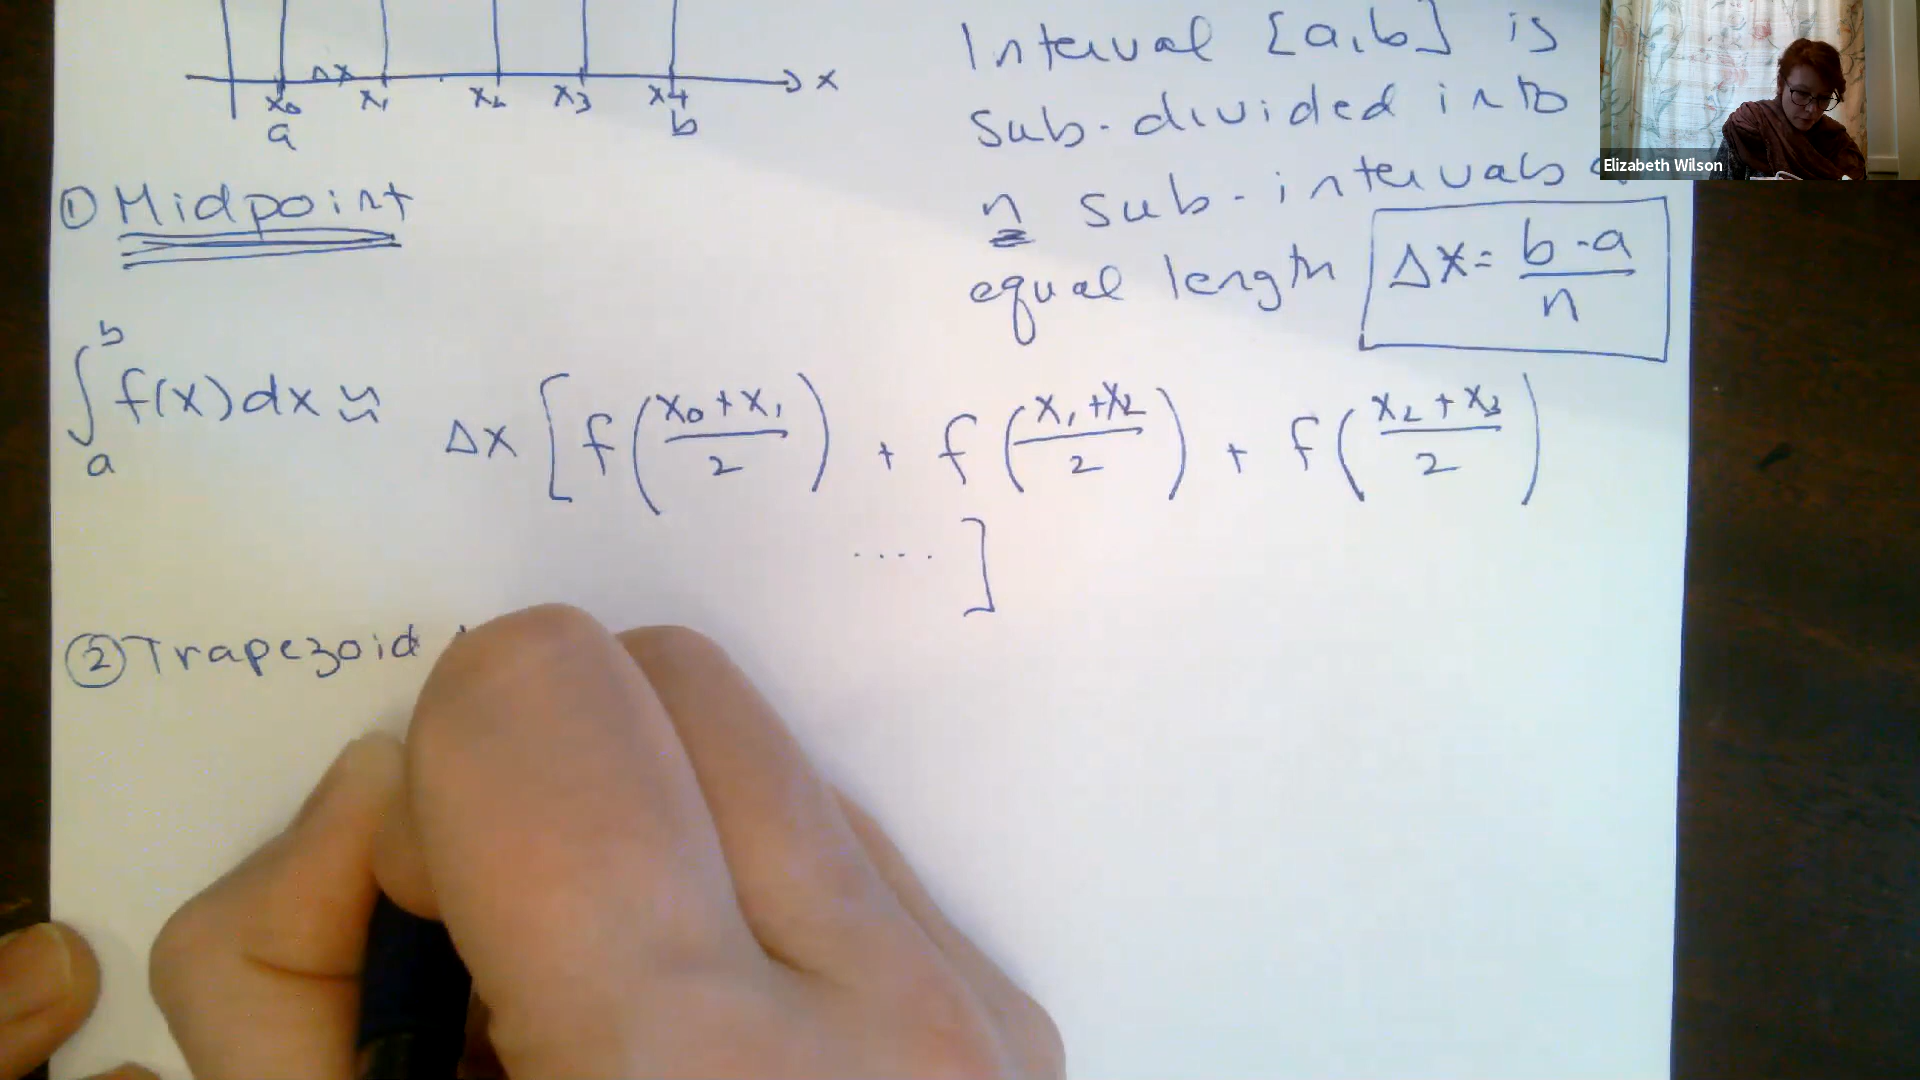 Δx
x
x₀ x₁ x₂ x₃ x4
a b
Interval [a,b] is
sub-divided into
n sub-intervals
equal length Δx = b-a / n
① Midpoint
∫ₐᵇ f(x)dx ≈ Δx [ f( x₀+x₁ / 2 ) + f( x₁+x₂ / 2 ) + f( x₂+x₃ / 2 )
.... ]
② Trapezoid
Elizabeth Wilson